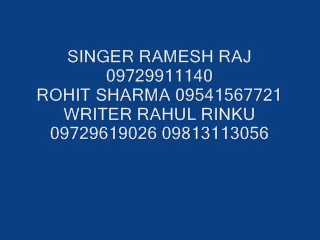 SINGER RAMESH RAJ
09729911140
ROHIT SHARMA 09541567721
WRITER RAHUL RINKU
09729619026 09813113056